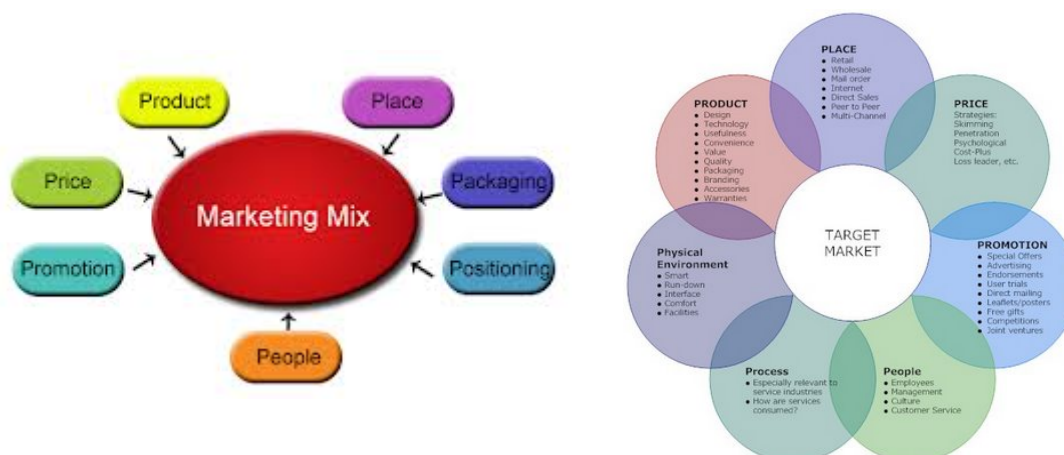 Product
Place
Price
Packaging
Marketing Mix
Promotion
Positioning
People
PLACE
• Retail
• Wholesale
• Mail order
• Internet
• Direct Sales
• Peer to Peer
• Multi-Channel
PRICE
Strategies:
Skimming
Penetration
Psychological
Cost-Plus
Loss leader, etc.
PRODUCT
• Design
• Technology
• Usefulness
• Convenience
• Value
• Quality
• Packaging
• Branding
• Accessories
• Warranties
TARGET
MARKET
PROMOTION
• Special Offers
• Advertising
• Endorsements
• User trials
• Direct mailing
• Leaflets/posters
• Free gifts
• Competitions
• Joint ventures
Physical
Environment
• Smart
• Run-down
• Interface
• Comfort
• Facilities
Process
• Especially relevant to
service industries
• How are services
consumed?
People
• Employees
• Management
• Culture
• Customer Service